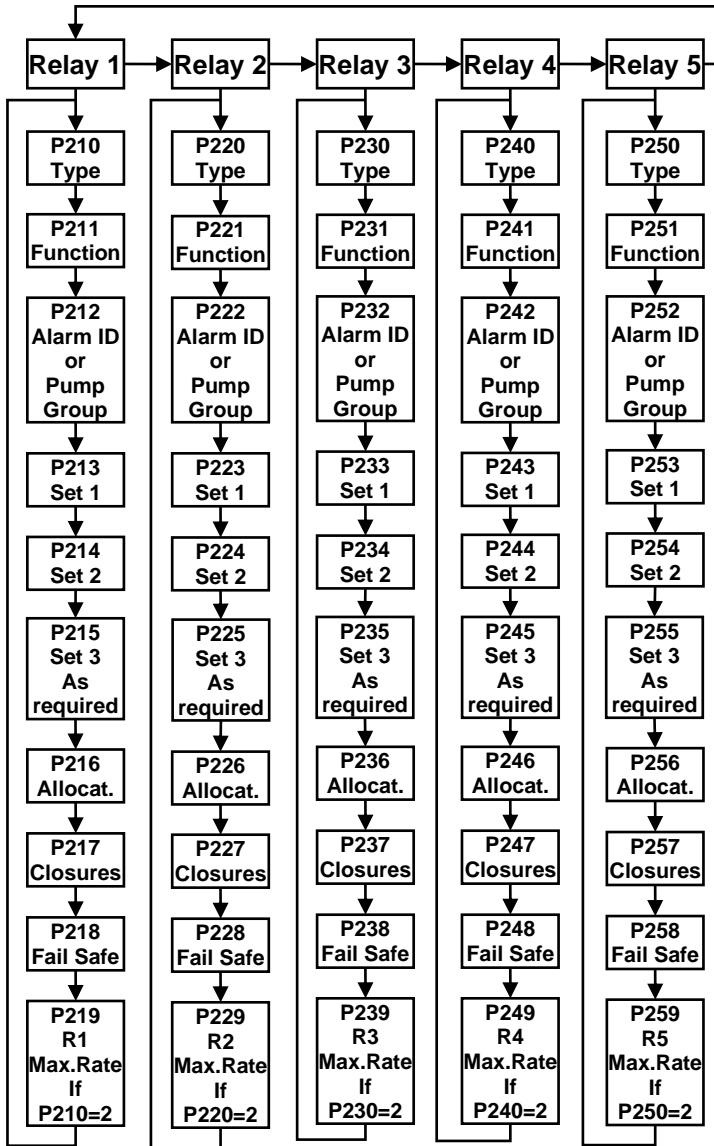 Relay 1
Relay 2
Relay 3
Relay 4
Relay 5
P210
Type
P211
Function
P212
Alarm ID
or
Pump
Group
P213
Set 1
P214
Set 2
P215
Set 3
As
required
P216
Allocat.
P217
Closures
P218
Fail Safe
P219
R1
Max.Rate
If
P210=2
P220
Type
P221
Function
P222
Alarm ID
or
Pump
Group
P223
Set 1
P224
Set 2
P225
Set 3
As
required
P226
Allocat.
P227
Closures
P228
Fail Safe
P229
R2
Max.Rate
If
P220=2
P230
Type
P231
Function
P232
Alarm ID
or
Pump
Group
P233
Set 1
P234
Set 2
P235
Set 3
As
required
P236
Allocat.
P237
Closures
P238
Fail Safe
P239
R3
Max.Rate
If
P230=2
P240
Type
P241
Function
P242
Alarm ID
or
Pump
Group
P243
Set 1
P244
Set 2
P245
Set 3
As
required
P246
Allocat.
P247
Closures
P248
Fail Safe
P249
R4
Max.Rate
If
P240=2
P250
Type
P251
Function
P252
Alarm ID
or
Pump
Group
P253
Set 1
P254
Set 2
P255
Set 3
As
required
P256
Allocat.
P257
Closures
P258
Fail Safe
P259
R5
Max.Rate
If
P250=2